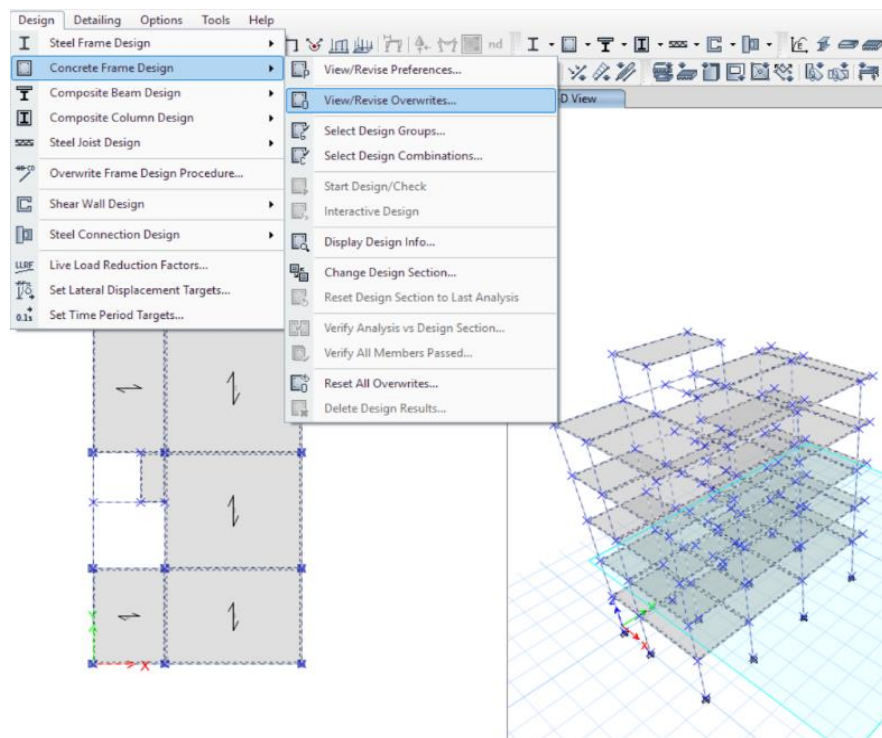 Design Detailing Options Tools Help
Steel Frame Design
Concrete Frame Design
Composite Beam Design
Composite Column Design
Steel Joist Design
Overwrite Frame Design Procedure...
Shear Wall Design
Steel Connection Design
LLRF Live Load Reduction Factors...
Set Lateral Displacement Targets...
0.1s Set Time Period Targets...
nd
View/Revise Preferences...
View/Revise Overwrites...
Select Design Groups...
Select Design Combinations...
Start Design/Check
Interactive Design
Display Design Info...
Change Design Section...
Reset Design Section to Last Analysis
Verify Analysis vs Design Section...
Verify All Members Passed...
Reset All Overwrites...
Delete Design Results...
D View
Y
X
Z
X